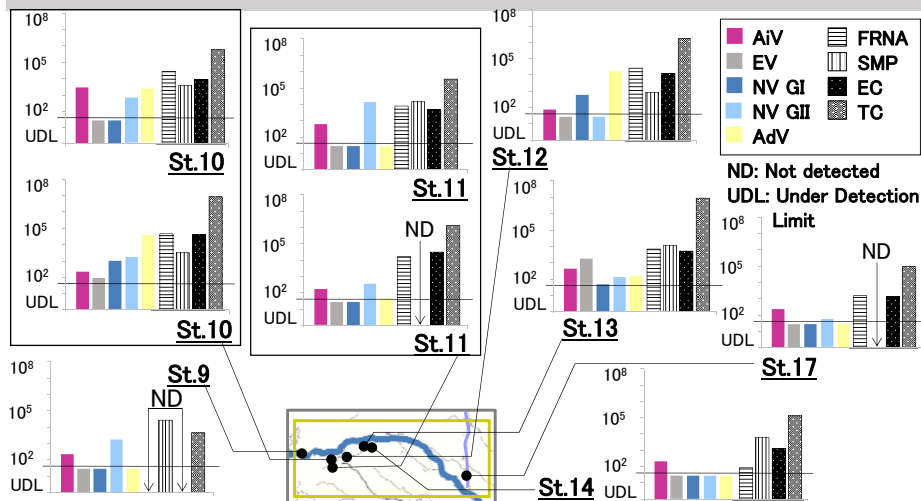 10⁸
10⁵
10²
UDL
St.10
10⁸
10⁵
10²
UDL
St.11
10⁸
10⁵
10²
UDL
St.12
AiV
EV
NV GI
NV GII
AdV
FRNA
SMP
EC
TC
ND: Not detected
UDL: Under Detection
Limit
10⁸
10⁵
10²
UDL
St.10
10⁸
10⁵
10²
UDL
ND
St.11
10⁸
10⁵
10²
UDL
St.13
10⁸
10⁵
10²
UDL
ND
St.17
10⁸
10⁵
10²
UDL
St.9
ND
10⁸
10⁵
10²
UDL
St.14